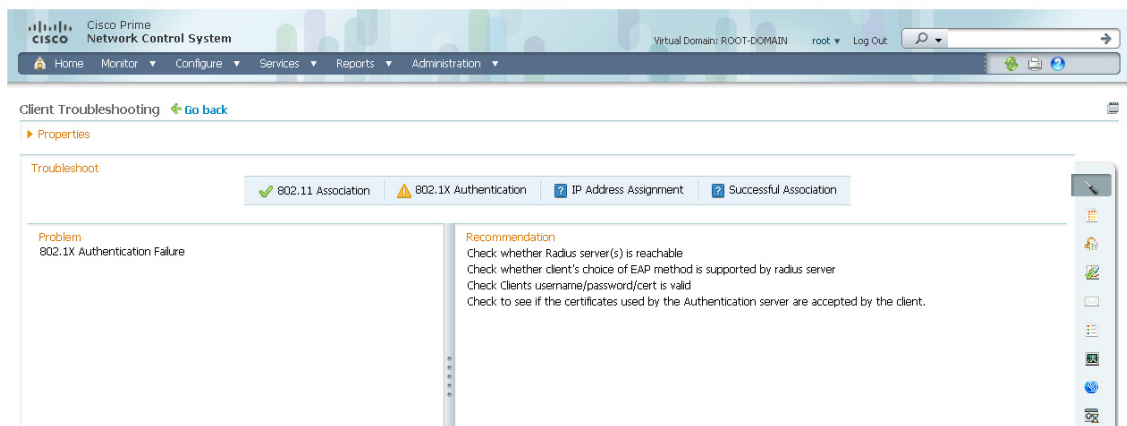 Cisco Prime
CISCO Network Control System
Virtual Domain: ROOT-DOMAIN root Log Out
Home Monitor Configure Services Reports Administration
Client Troubleshooting Go back
Properties
Troubleshoot
802.11 Association 802.1X Authentication IP Address Assignment Successful Association
Problem
802.1X Authentication Failure
Recommendation
Check whether Radius server(s) is reachable
Check whether client's choice of EAP method is supported by radius server
Check Clients username/password/cert is valid
Check to see if the certificates used by the Authentication server are accepted by the client.